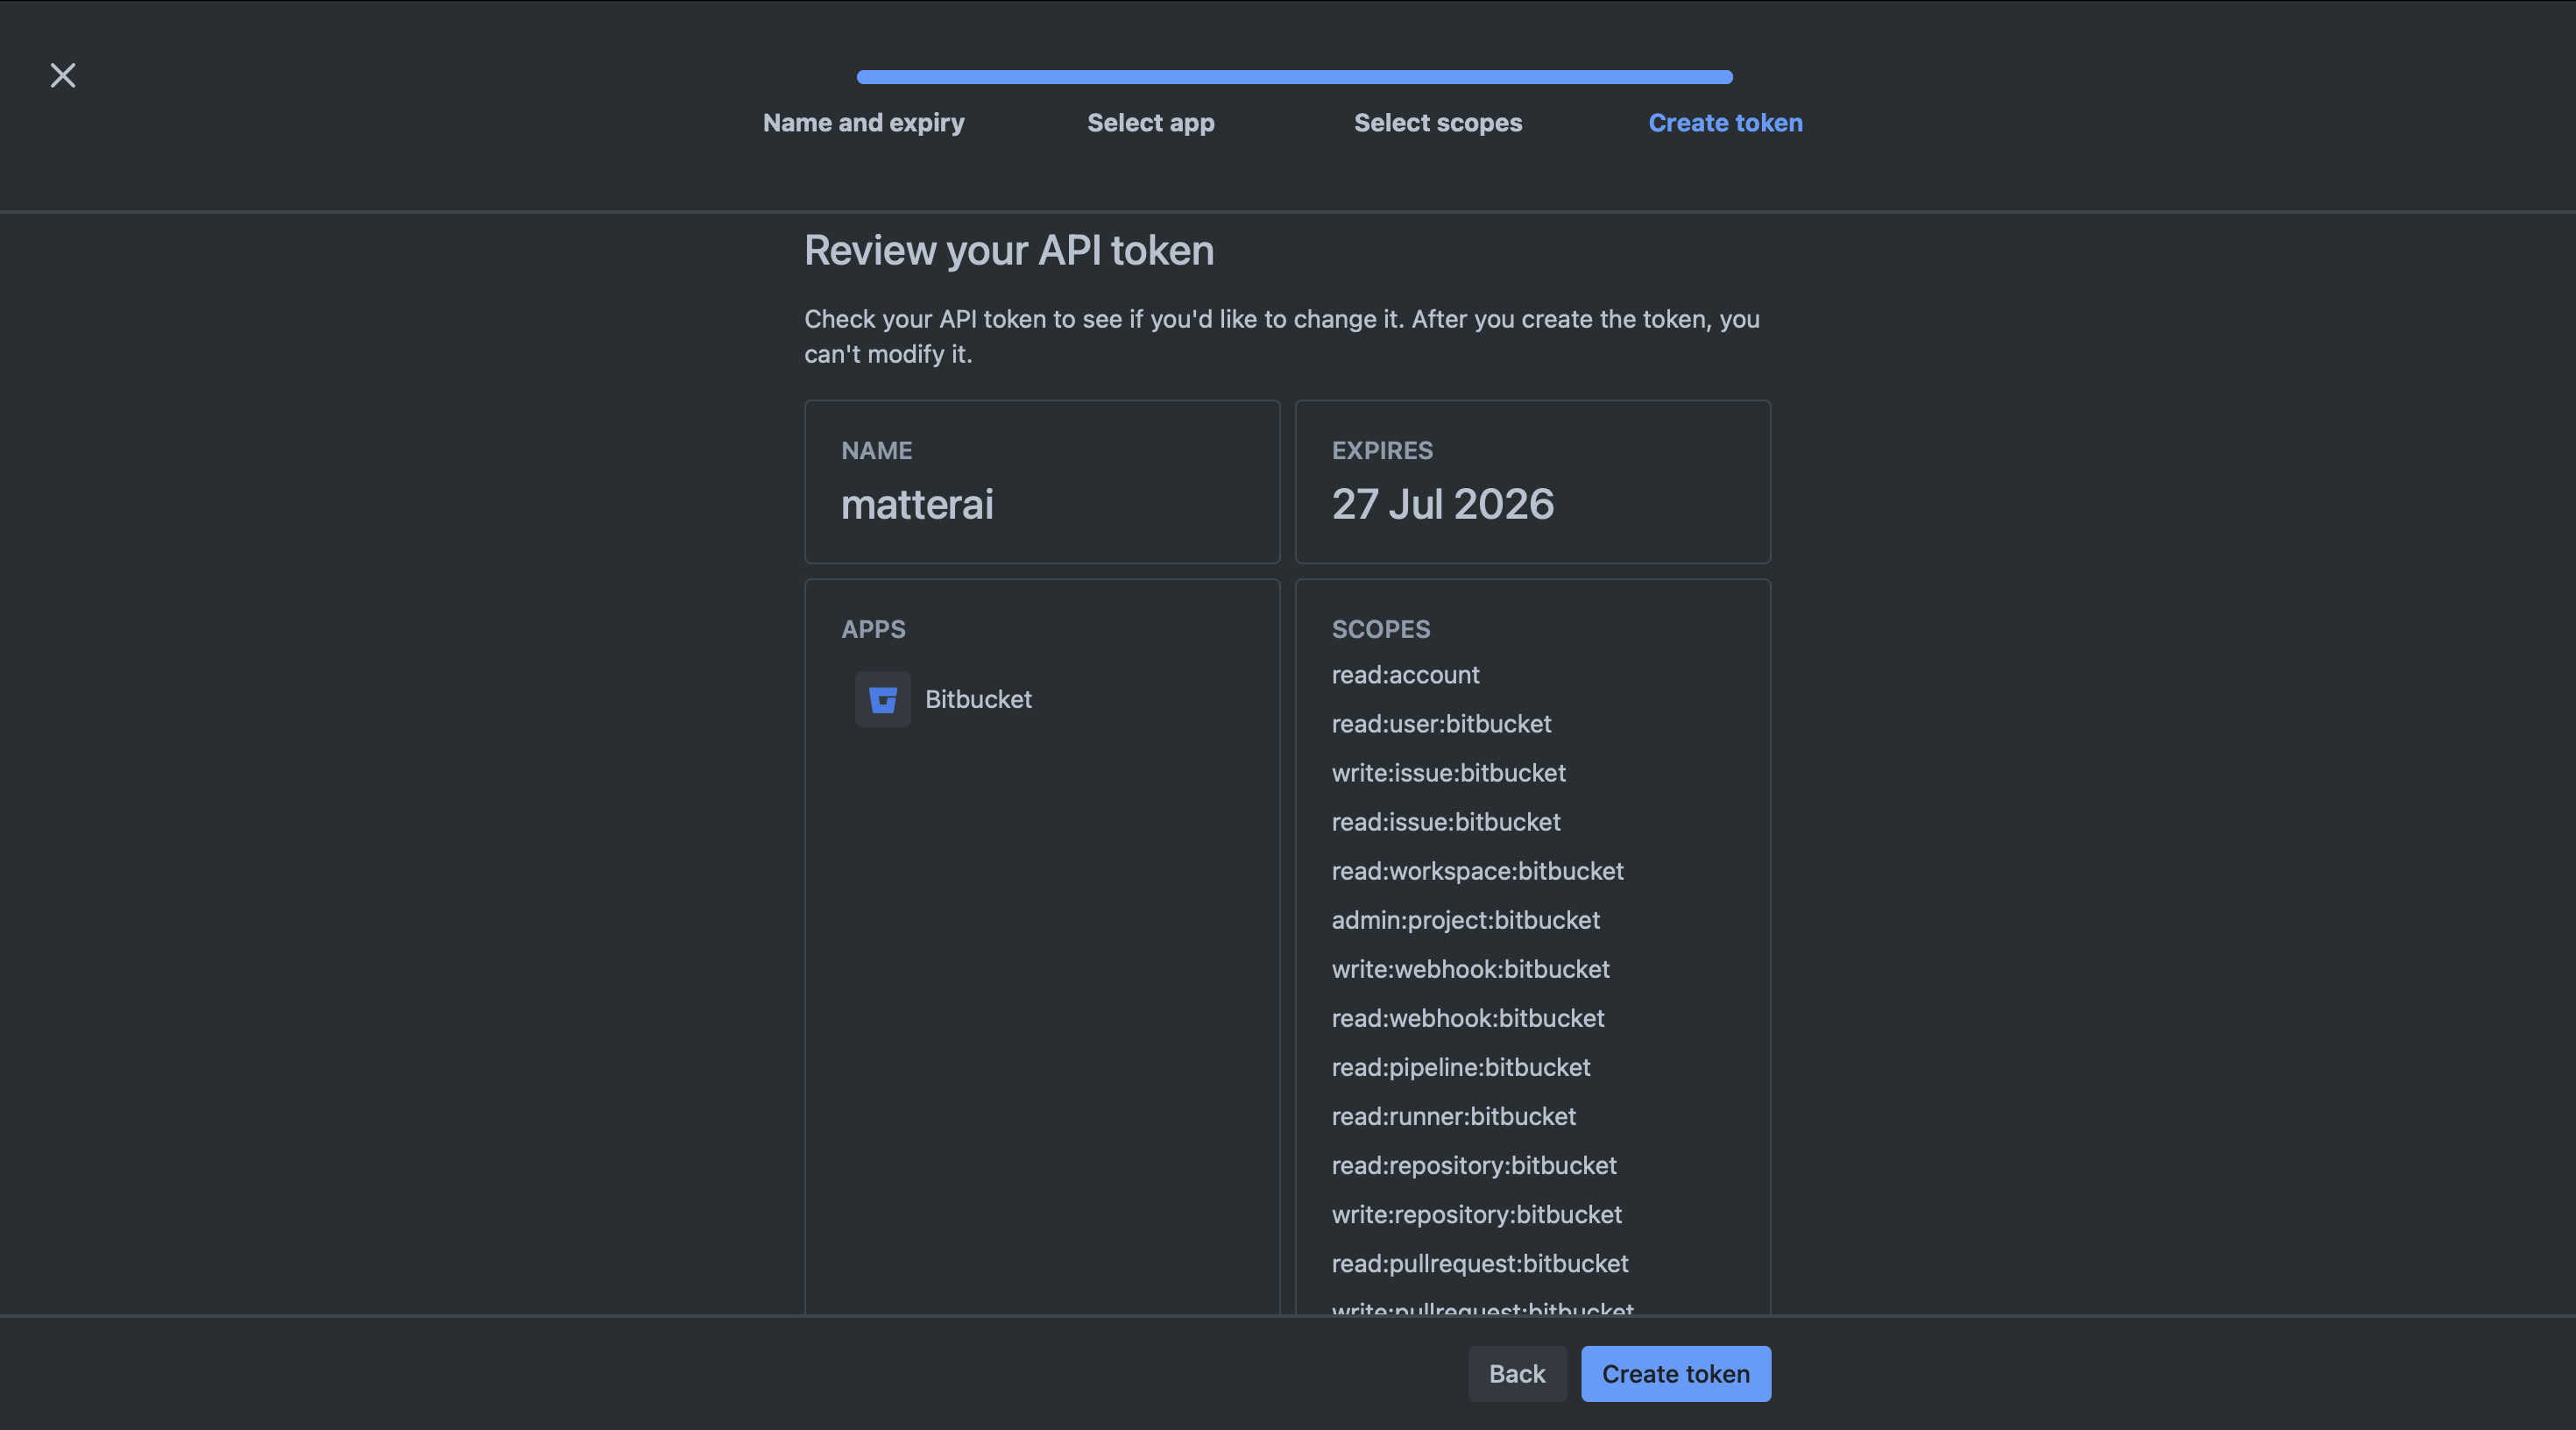 Name and expiry
Select app
Select scopes
Create token
Review your API token
Check your API token to see if you'd like to change it. After you create the token, you
can't modify it.
NAME
matterai
EXPIRES
27 Jul 2026
APPS
Bitbucket
SCOPES
read:account
read:user:bitbucket
write:issue:bitbucket
read:issue:bitbucket
read:workspace:bitbucket
admin:project:bitbucket
write:webhook:bitbucket
read:webhook:bitbucket
read:pipeline:bitbucket
read:runner:bitbucket
read:repository:bitbucket
write:repository:bitbucket
read:pullrequest:bitbucket
write:pullrequest:bitbucket
Back
Create token